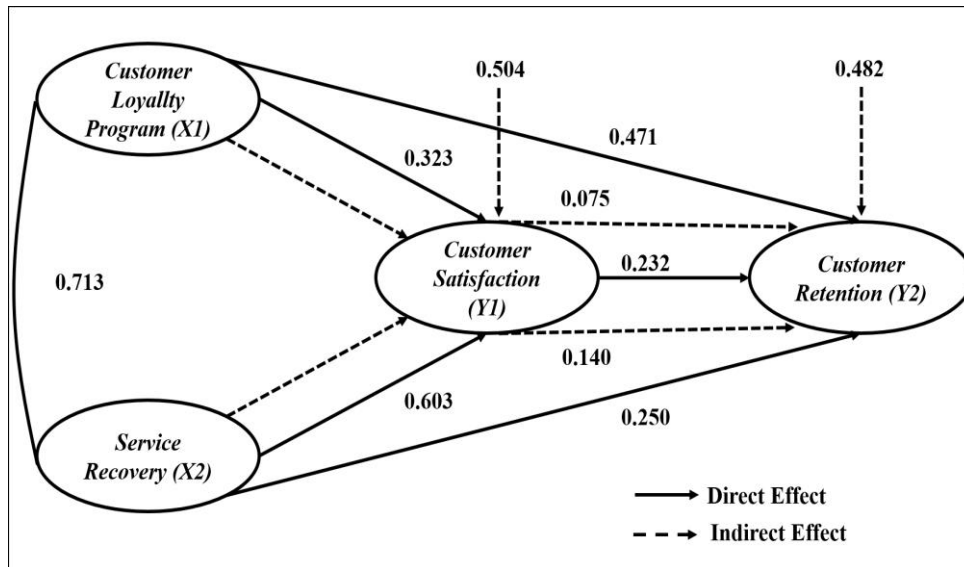 Customer
Loyallty
Program (X1)
0.504
0.482
0.471
0.323
0.075
Customer
Satisfaction
(Y1)
0.232
Customer
Retention (Y2)
0.713
0.140
0.603
0.250
Service
Recovery (X2)
Direct Effect
Indirect Effect